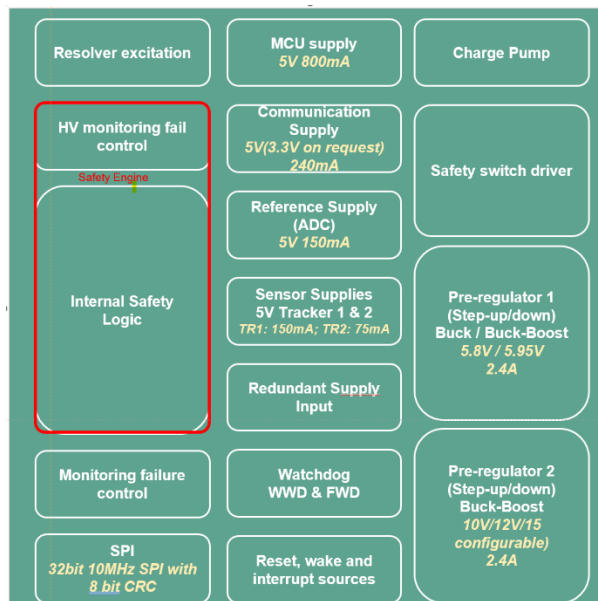 Resolver excitation
HV monitoring fail
control
Safety Engine
Internal Safety
Logic
Monitoring failure
control
SPI
32bit 10MHz SPI with
8 bit CRC
MCU supply
5V 800mA
Communication
Supply
5V(3.3V on request)
240mA
Reference Supply
(ADC)
5V 150mA
Sensor Supplies
5V Tracker 1 & 2
TR1: 150mA; TR2: 75mA
Redundant Supply
Input
Watchdog
WWD & FWD
Reset, wake and
interrupt sources
Charge Pump
Safety switch driver
Pre-regulator 1
(Step-up/down)
Buck / Buck-Boost
5.8V / 5.95V
2.4A
Pre-regulator 2
(Step-up/down)
Buck-Boost
10V/12V/15
configurable)
2.4A